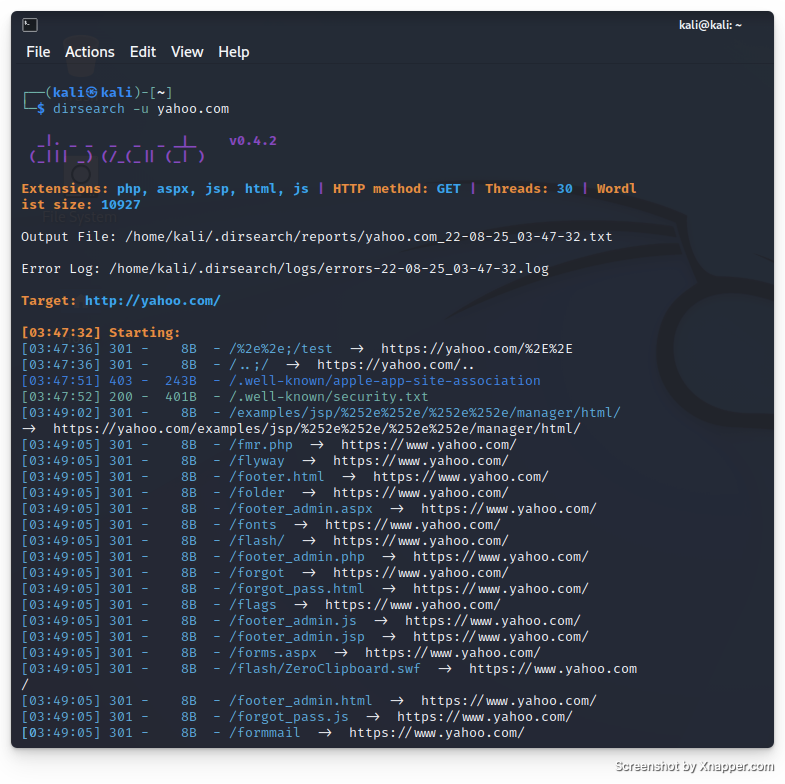 kali@kali: ~
File Actions Edit View Help
┌──(kali㉿kali)-[~]
└─$ dirsearch -u yahoo.com
  _|. _ _  _  _  _ _|_    v0.4.2
 (_||| _) (/_(_|| (_| )
Extensions: php, aspx, jsp, html, js | HTTP method: GET | Threads: 30 | Wordl
ist size: 10927
File System
Output File: /home/kali/.dirsearch/reports/yahoo.com_22-08-25_03-47-32.txt
Error Log: /home/kali/.dirsearch/logs/errors-22-08-25_03-47-32.log
Target: http://yahoo.com/
[03:47:32] Starting:
[03:47:36] 301 -    8B  - /%2e%2e;/test  →  https://yahoo.com/%2E%2E
[03:47:36] 301 -    8B  - /..;/  →  https://yahoo.com/..
[03:47:51] 403 -  243B  - /.well-known/apple-app-site-association
[03:47:52] 200 -  401B  - /.well-known/security.txt
[03:49:02] 301 -    8B  - /examples/jsp/%252e%252e/%252e%252e/manager/html/
→  https://yahoo.com/examples/jsp/%252e%252e/%252e%252e/manager/html/
[03:49:05] 301 -    8B  - /fmr.php  →  https://www.yahoo.com/
[03:49:05] 301 -    8B  - /flyway  →  https://www.yahoo.com/
[03:49:05] 301 -    8B  - /footer.html  →  https://www.yahoo.com/
[03:49:05] 301 -    8B  - /folder  →  https://www.yahoo.com/
[03:49:05] 301 -    8B  - /footer_admin.aspx  →  https://www.yahoo.com/
[03:49:05] 301 -    8B  - /fonts  →  https://www.yahoo.com/
[03:49:05] 301 -    8B  - /flash/  →  https://www.yahoo.com/
[03:49:05] 301 -    8B  - /footer_admin.php  →  https://www.yahoo.com/
[03:49:05] 301 -    8B  - /forgot  →  https://www.yahoo.com/
[03:49:05] 301 -    8B  - /forgot_pass.html  →  https://www.yahoo.com/
[03:49:05] 301 -    8B  - /flags  →  https://www.yahoo.com/
[03:49:05] 301 -    8B  - /footer_admin.js  →  https://www.yahoo.com/
[03:49:05] 301 -    8B  - /footer_admin.jsp  →  https://www.yahoo.com/
[03:49:05] 301 -    8B  - /forms.aspx  →  https://www.yahoo.com/
[03:49:05] 301 -    8B  - /flash/ZeroClipboard.swf  →  https://www.yahoo.com
/
[03:49:05] 301 -    8B  - /footer_admin.html  →  https://www.yahoo.com/
[03:49:05] 301 -    8B  - /forgot_pass.js  →  https://www.yahoo.com/
[03:49:05] 301 -    8B  - /formmail  →  https://www.yahoo.com/
Screenshot by Xnapper.com